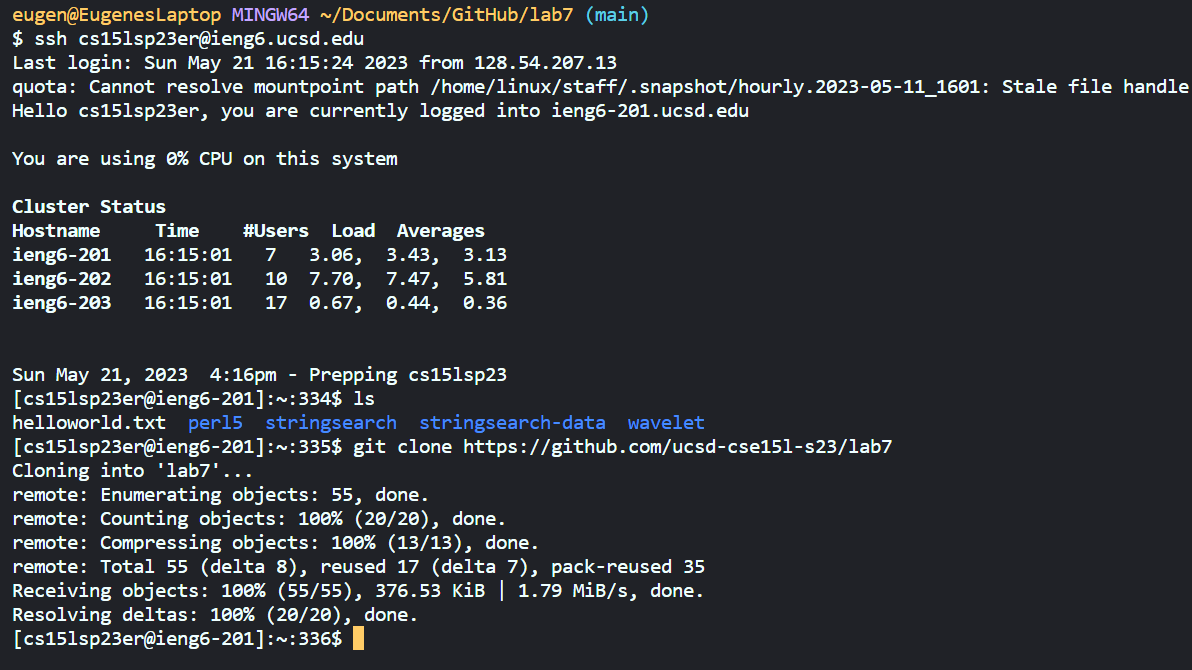 eugen@EugenesLaptop MINGW64 ~/Documents/GitHub/lab7 (main)
$ ssh cs15lsp23er@ieng6.ucsd.edu
Last login: Sun May 21 16:15:24 2023 from 128.54.207.13
quota: Cannot resolve mountpoint path /home/linux/staff/.snapshot/hourly.2023-05-11_1601: Stale file handle
Hello cs15lsp23er, you are currently logged into ieng6-201.ucsd.edu

You are using 0% CPU on this system

Cluster Status
Hostname     Time    #Users  Load  Averages
ieng6-201   16:15:01   7   3.06,  3.43,  3.13
ieng6-202   16:15:01   10  7.70,  7.47,  5.81
ieng6-203   16:15:01   17  0.67,  0.44,  0.36


Sun May 21, 2023  4:16pm - Prepping cs15lsp23
[cs15lsp23er@ieng6-201]:~:334$ ls
helloworld.txt  perl5  stringsearch  stringsearch-data  wavelet
[cs15lsp23er@ieng6-201]:~:335$ git clone https://github.com/ucsd-cse15l-s23/lab7
Cloning into 'lab7'...
remote: Enumerating objects: 55, done.
remote: Counting objects: 100% (20/20), done.
remote: Compressing objects: 100% (13/13), done.
remote: Total 55 (delta 8), reused 17 (delta 7), pack-reused 35
Receiving objects: 100% (55/55), 376.53 KiB | 1.79 MiB/s, done.
Resolving deltas: 100% (20/20), done.
[cs15lsp23er@ieng6-201]:~:336$